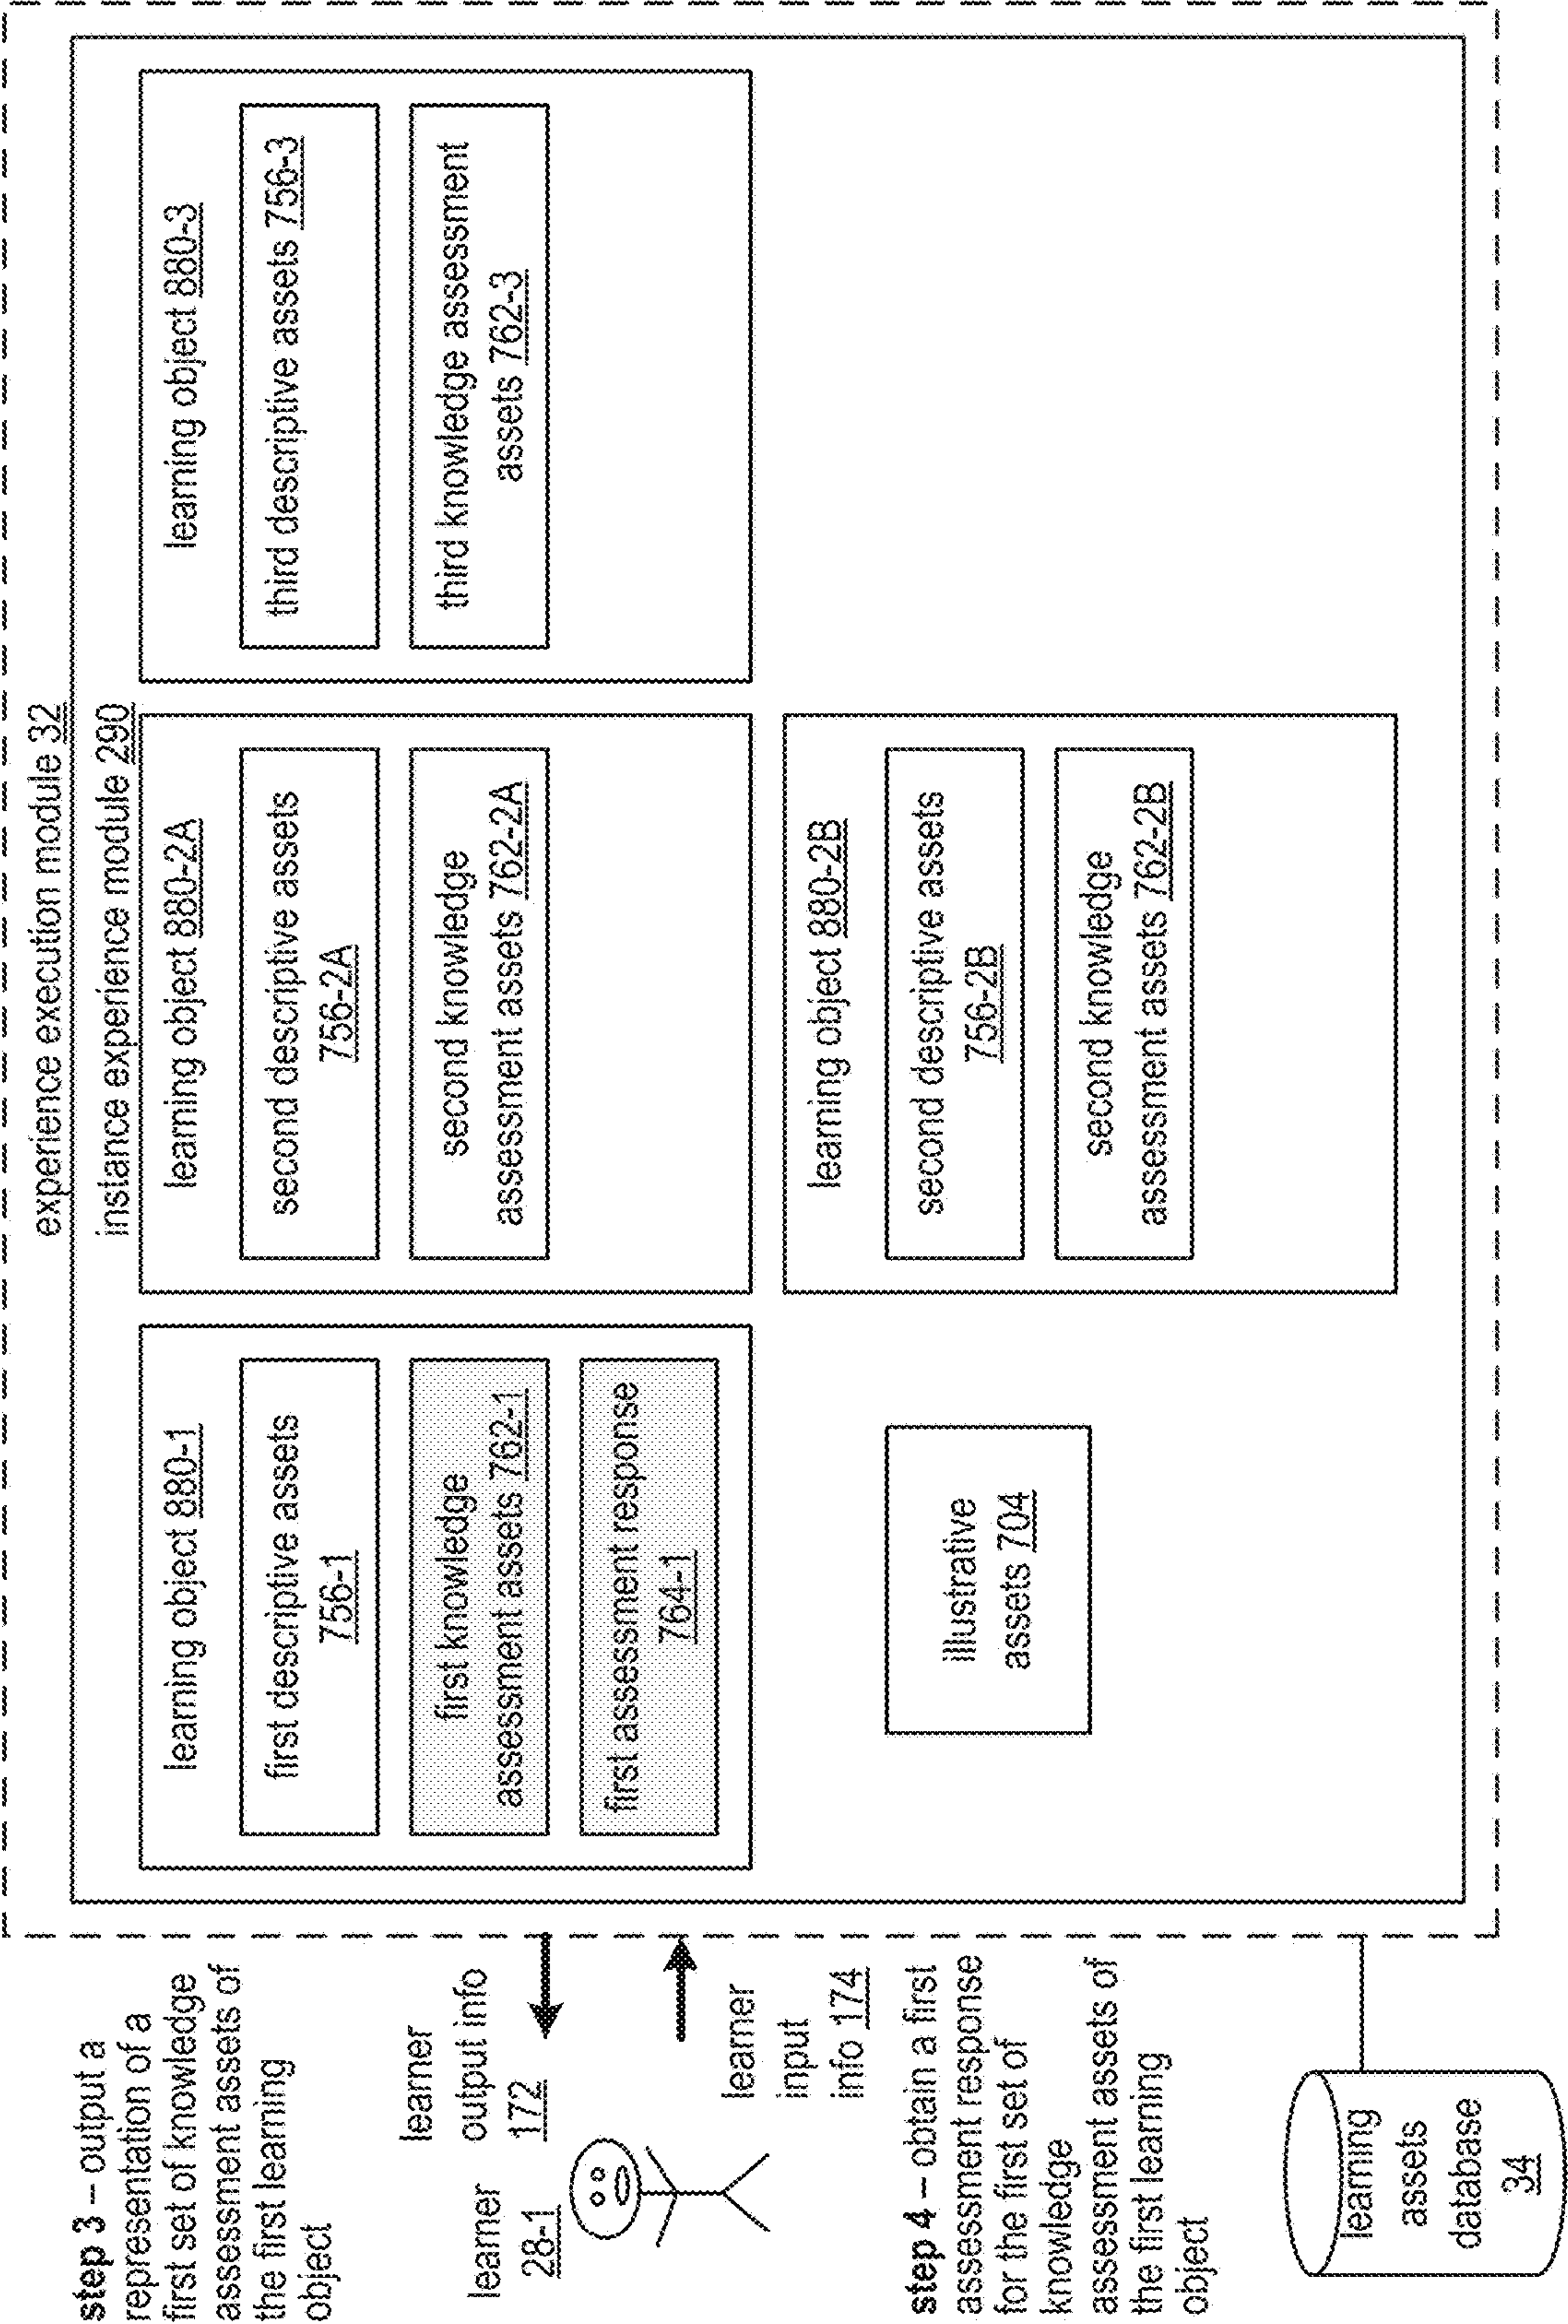 step 3 – output a
representation of a
first set of knowledge
assessment assets of
the first learning
object
learner
output info
172
learner
28-1
learner
input
info 174
step 4 – obtain a first
assessment response
for the first set of
knowledge
assessment assets of
the first learning
object
learning
assets
database
34
experience execution module 32
instance experience module 290
learning object 880-1
first descriptive assets
756-1
first knowledge
assessment assets 762-1
first assessment response
764-1
illustrative
assets 704
learning object 880-2A
second descriptive assets
756-2A
second knowledge
assessment assets 762-2A
learning object 880-2B
second descriptive assets
756-2B
second knowledge
assessment assets 762-2B
learning object 880-3
third descriptive assets 756-3
third knowledge assessment
assets 762-3